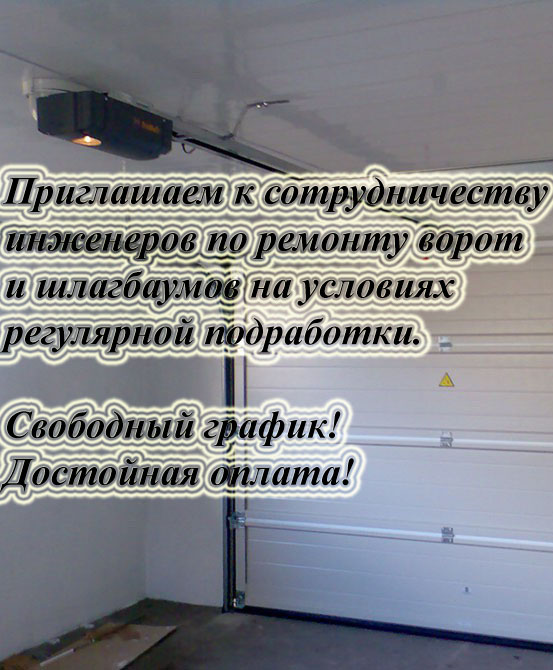 Приглашаем к сотрудничеству
инженеров по ремонту ворот
и шлагбаумов на условиях
регулярной подработки.
Свободный график!
Достойная оплата!